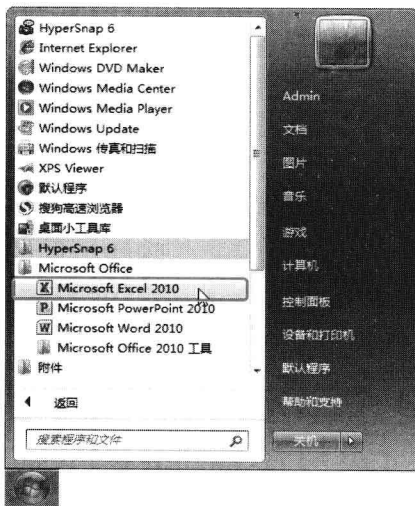 HyperSnap 6
Internet Explorer
Windows DVD Maker
Windows Media Center
Windows Media Player
Windows Update
Windows 传真和扫描
XPS Viewer
默认程序
搜狗高速浏览器
桌面小工具库
HyperSnap 6
Microsoft Office
Microsoft Excel 2010
Microsoft PowerPoint 2010
Microsoft Word 2010
Microsoft Office 2010 工具
附件
返回
搜索程序和文件
Admin
文档
图片
音乐
游戏
计算机
控制面板
设备和打印机
默认程序
帮助和支持
关机